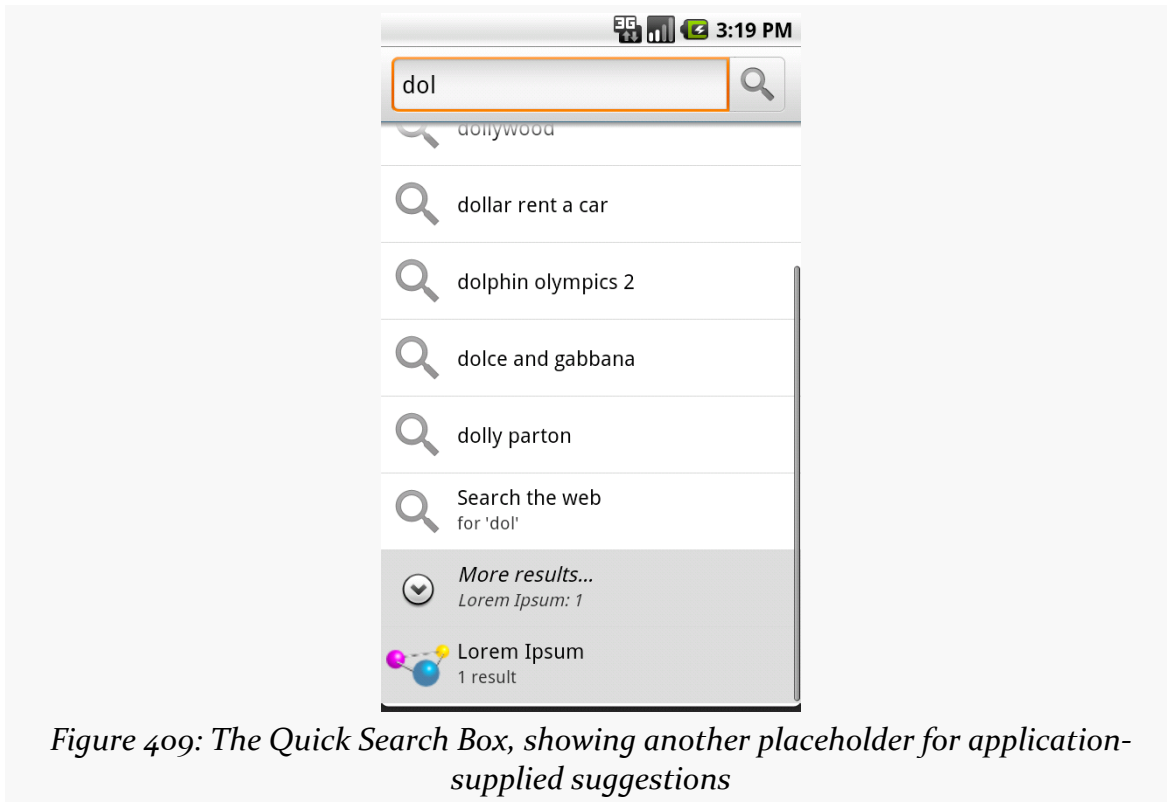 3G 3:19 PM
dol
dollywood
dollar rent a car
dolphin olympics 2
dolce and gabbana
dolly parton
Search the web
for 'dol'
More results...
Lorem Ipsum: 1
Lorem Ipsum
1 result
Figure 409: The Quick Search Box, showing another placeholder for application-
supplied suggestions